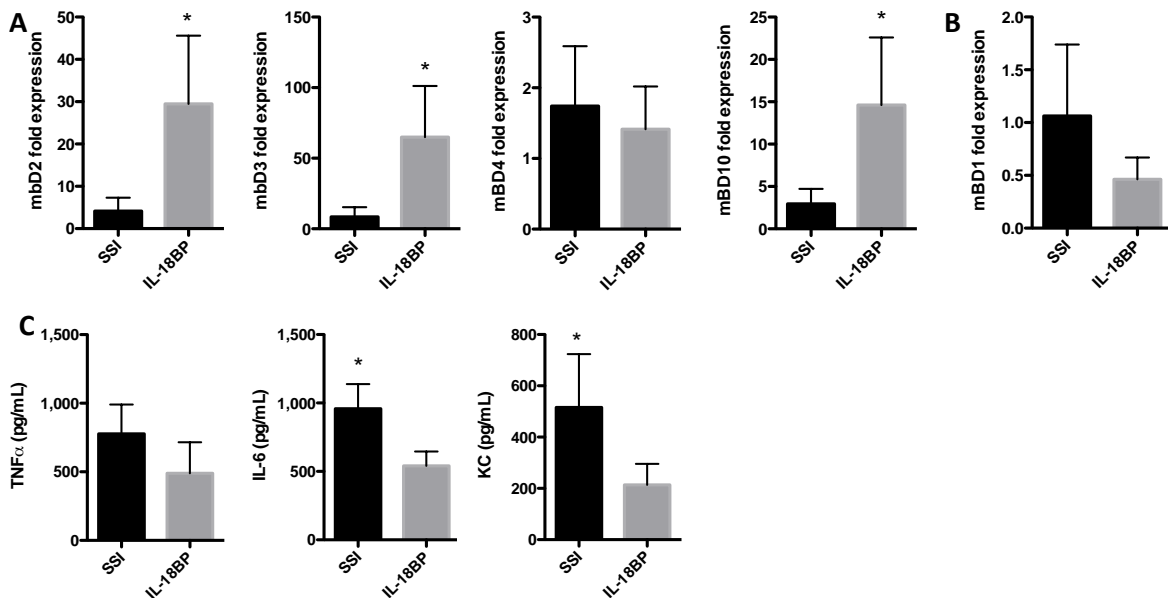 A
mbD2 fold expression
50
40
30
20
10
0
*
SSI
IL-18BP
mbD3 fold expression
150
100
50
0
*
SSI
IL-18BP
mBD4 fold expression
3
2
1
0
SSI
IL-18BP
mBD10 fold expression
25
20
15
10
5
0
*
SSI
IL-18BP
B
mBD1 fold expression
2.0
1.5
1.0
0.5
0.0
SSI
IL-18BP
C
TNFα (pg/mL)
1,500
1,000
500
0
SSI
IL-18BP
IL-6 (pg/mL)
1,500
1,000
500
0
*
SSI
IL-18BP
KC (pg/mL)
800
600
400
200
0
*
SSI
IL-18BP